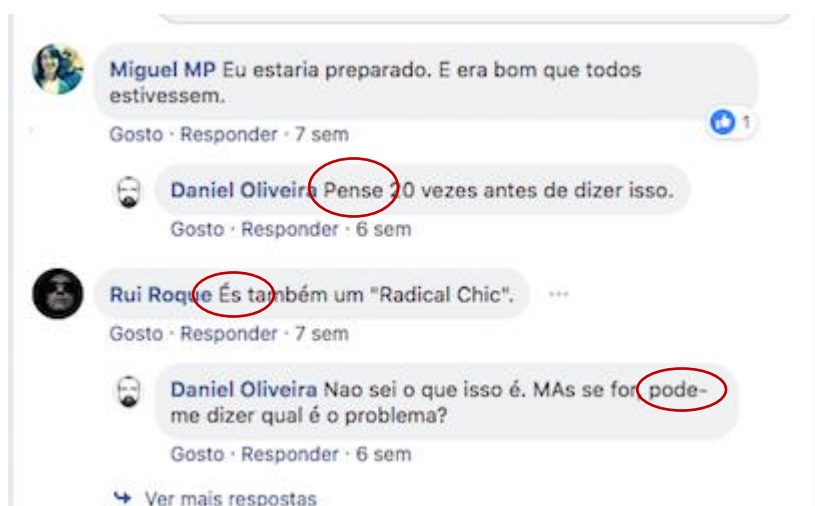 Miguel MP Eu estaria preparado. E era bom que todos
estivessem.
1
Gosto · Responder · 7 sem
Daniel Oliveira Pense 20 vezes antes de dizer isso.
Gosto · Responder · 6 sem
Rui Roque És também um "Radical Chic".
Gosto · Responder · 7 sem
Daniel Oliveira Nao sei o que isso é. MAs se for, pode-
me dizer qual é o problema?
Gosto · Responder · 6 sem
Ver mais respostas